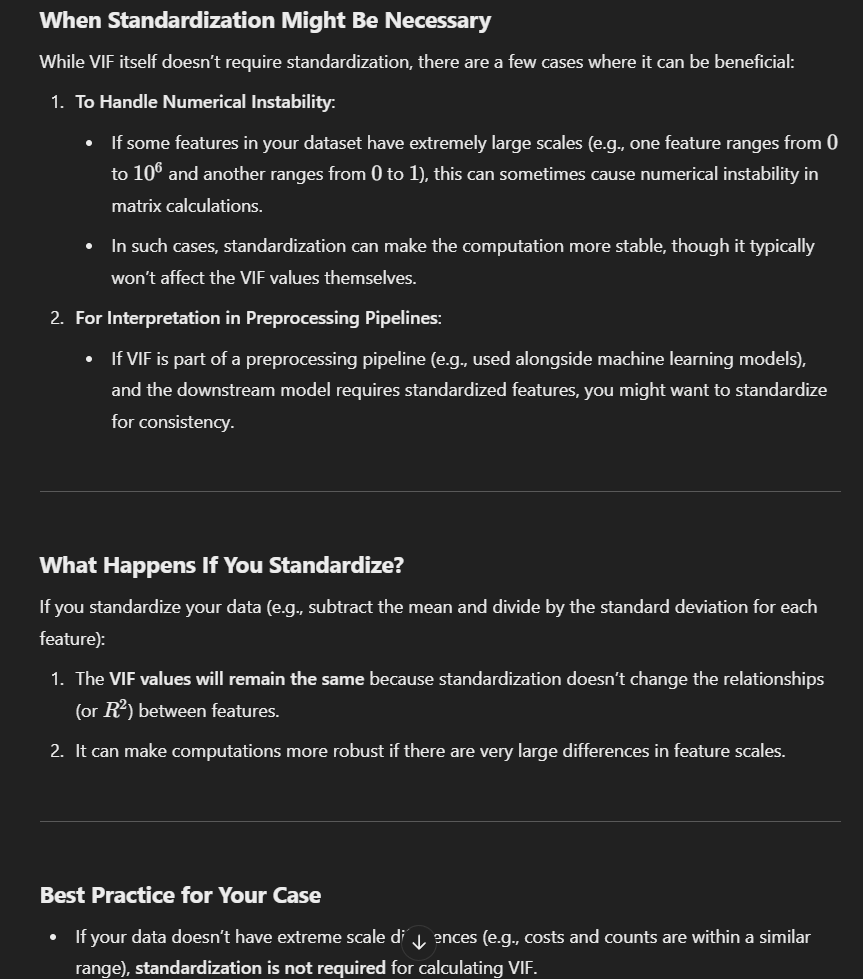 When Standardization Might Be Necessary
While VIF itself doesn't require standardization, there are a few cases where it can be beneficial:
1. To Handle Numerical Instability:
• If some features in your dataset have extremely large scales (e.g., one feature ranges from 0
to 10⁶ and another ranges from 0 to 1), this can sometimes cause numerical instability in
matrix calculations.
• In such cases, standardization can make the computation more stable, though it typically
won't affect the VIF values themselves.
2. For Interpretation in Preprocessing Pipelines:
• If VIF is part of a preprocessing pipeline (e.g., used alongside machine learning models),
and the downstream model requires standardized features, you might want to standardize
for consistency.
What Happens If You Standardize?
If you standardize your data (e.g., subtract the mean and divide by the standard deviation for each
feature):
1. The VIF values will remain the same because standardization doesn't change the relationships
(or R²) between features.
2. It can make computations more robust if there are very large differences in feature scales.
Best Practice for Your Case
• If your data doesn't have extreme scale (e.g., costs and counts are within a similar
range), standardization is not required for calculating VIF.